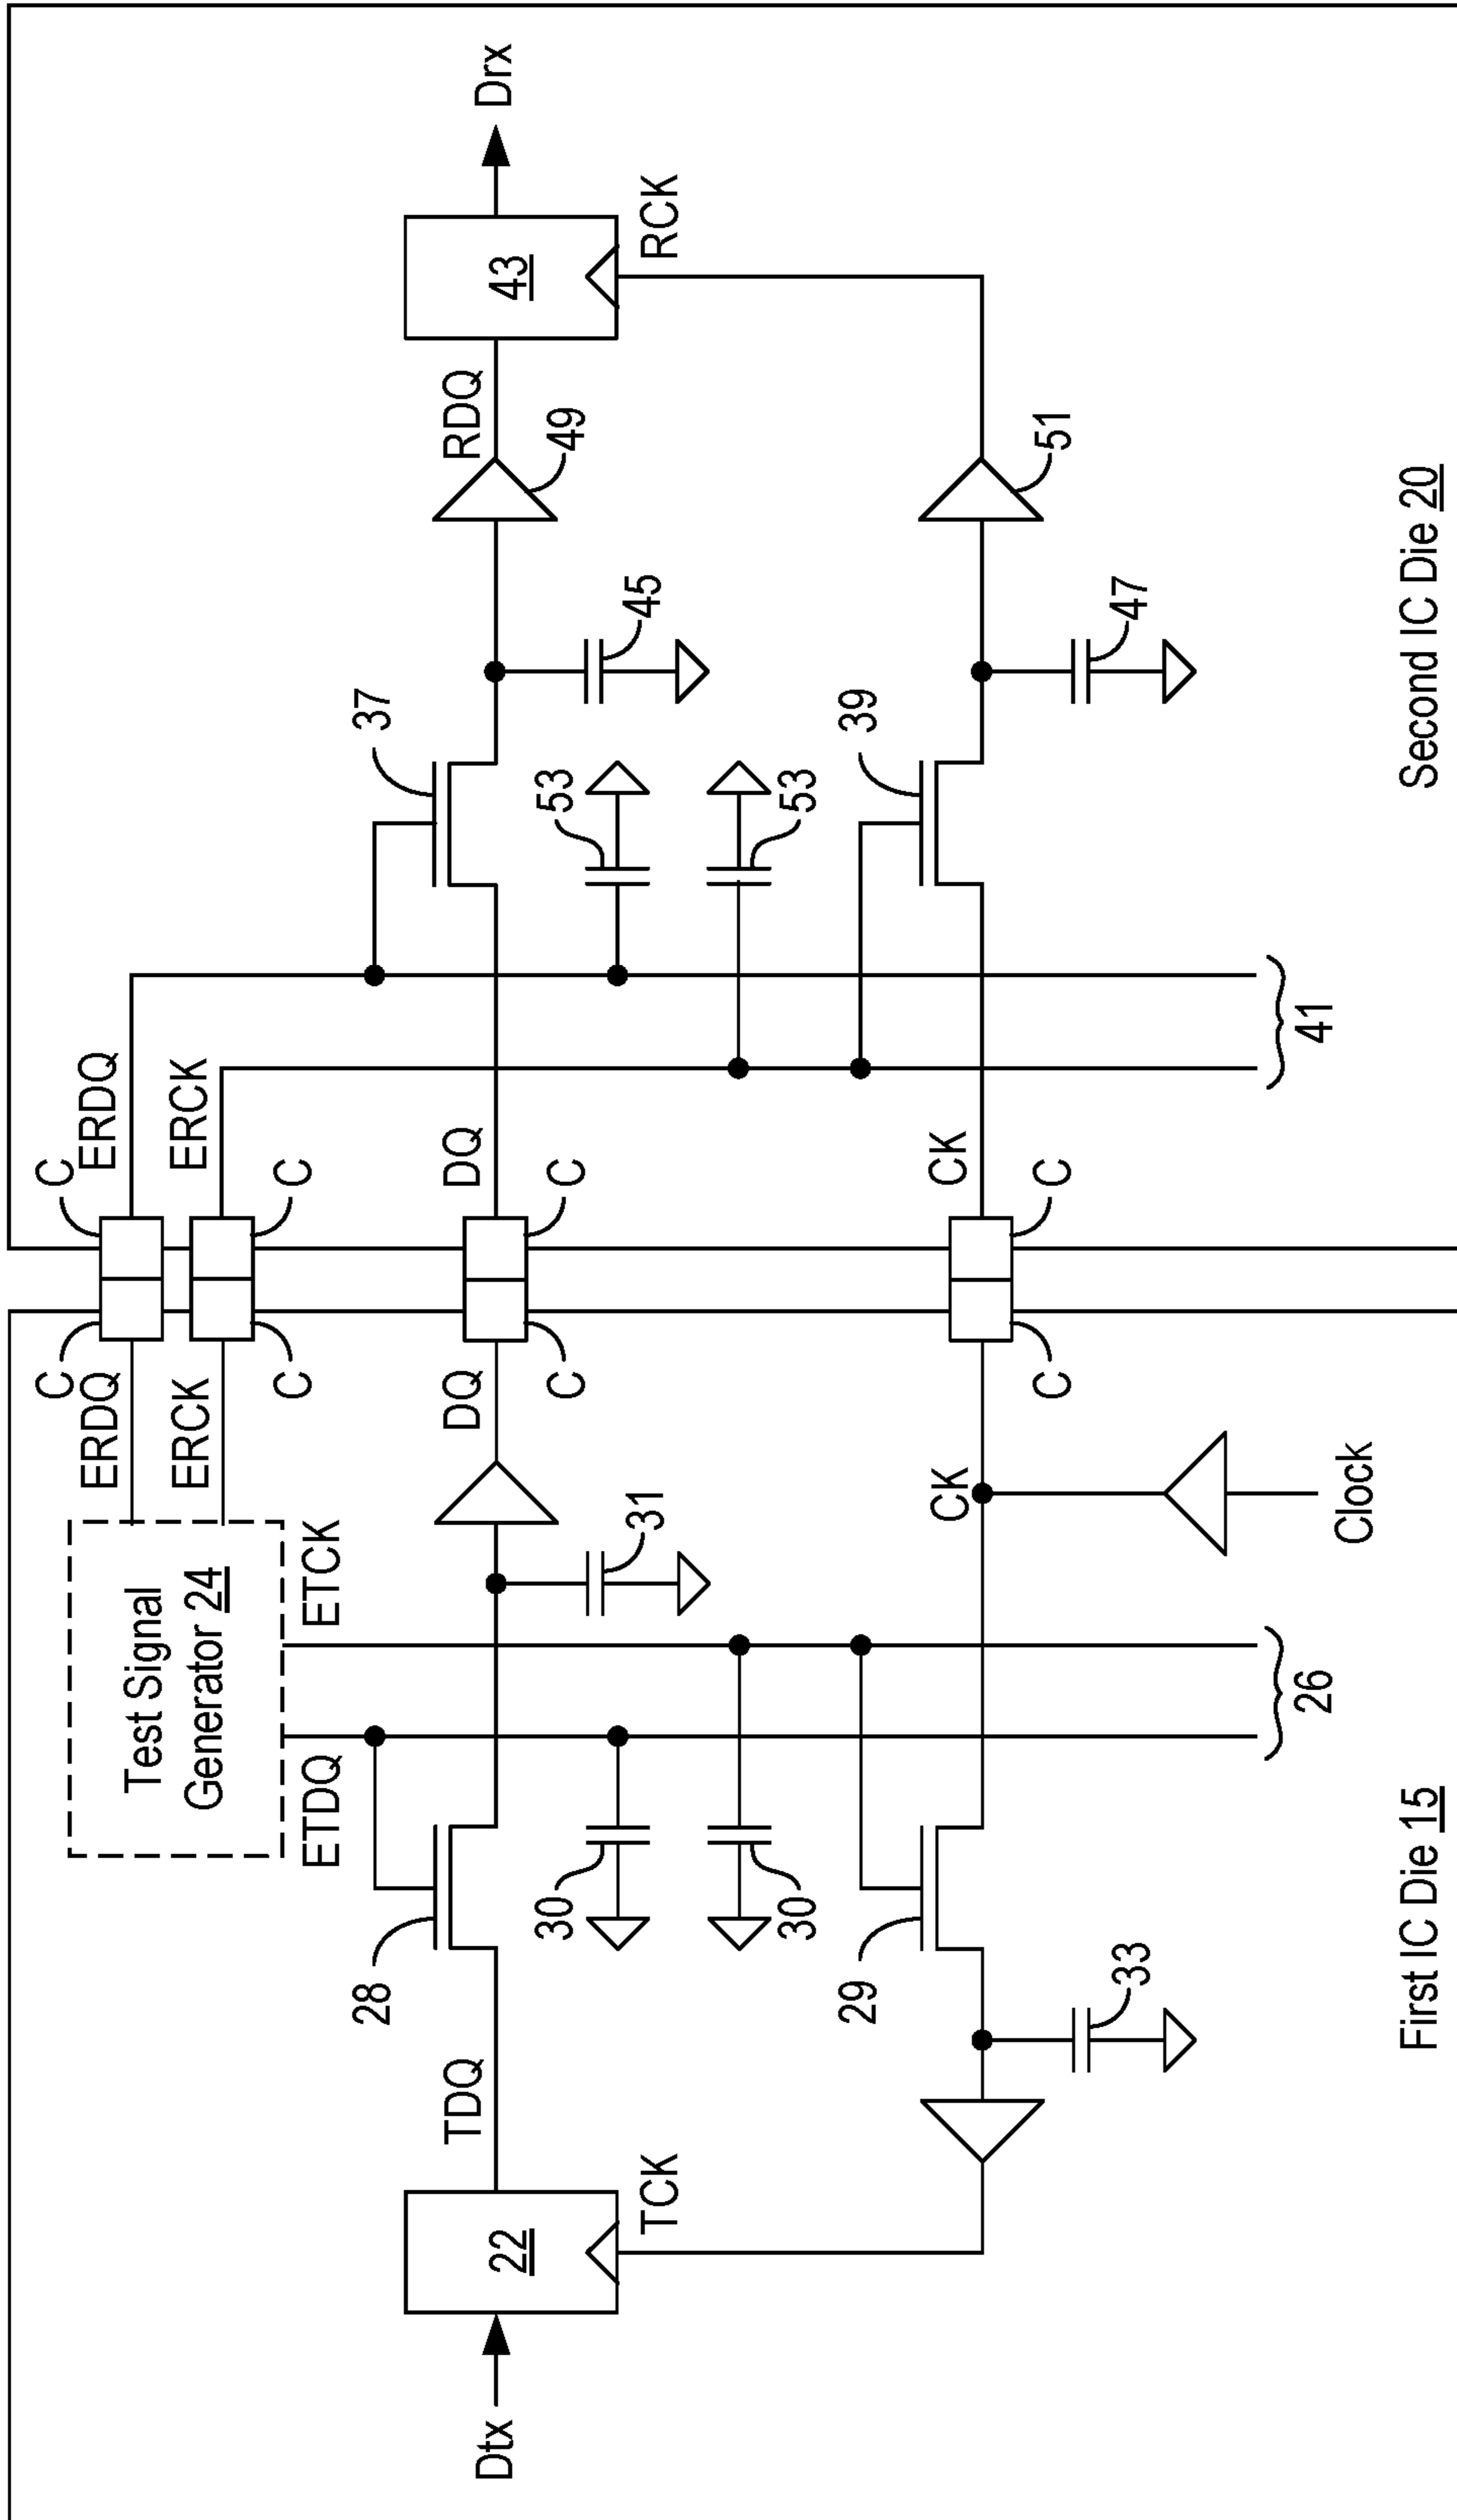 Test Signal
Generator 24
C
ERDQ
C
ERDQ
ERCK
C
ERCK
C
ETDQ
ETCK
28
37
Dtx
22
TDQ
DQ
C
DQ
C
RDQ
43
Drx
TCK
30
31
53
49
45
RCK
30
53
29
39
CK
C
CK
C
33
Clock
47
51
26
41
First IC Die 15
Second IC Die 20